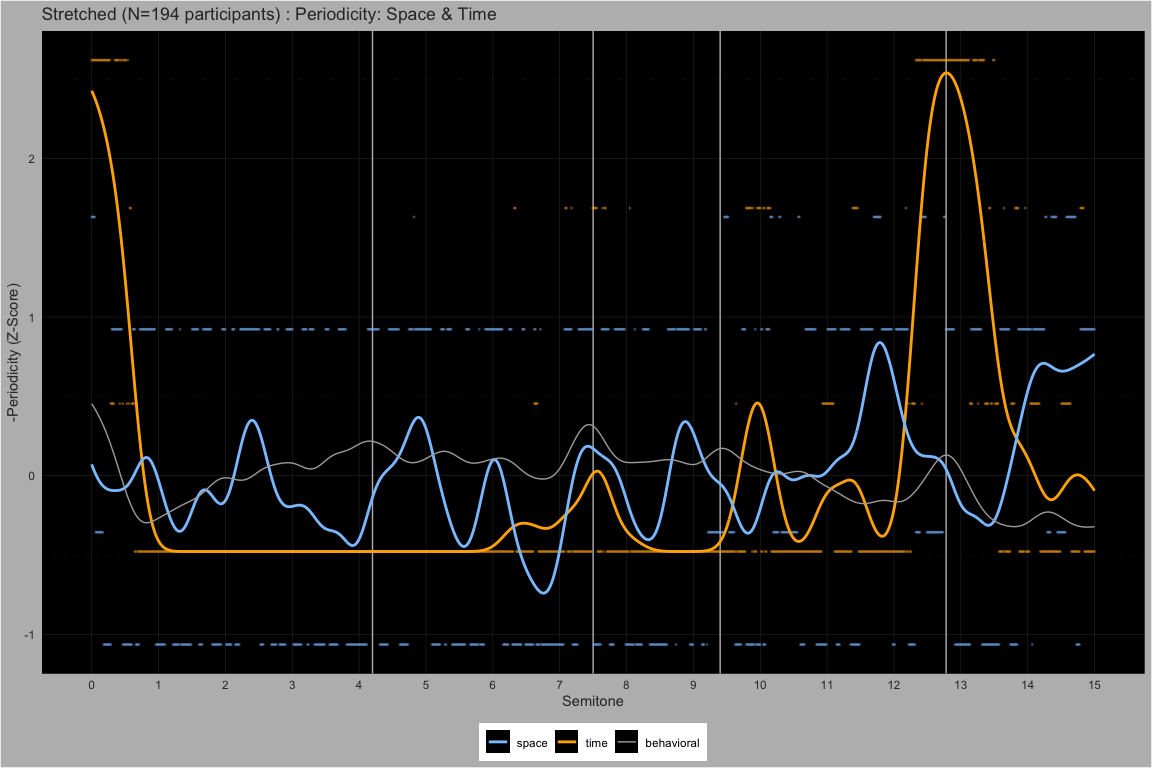 Stretched (N=194 participants) : Periodicity: Space & Time
-Periodicity (Z-Score)
2
1
0
-1
0 1 2 3 4 5 6 7 8 9 10 11 12 13 14 15
Semitone
space time behavioral